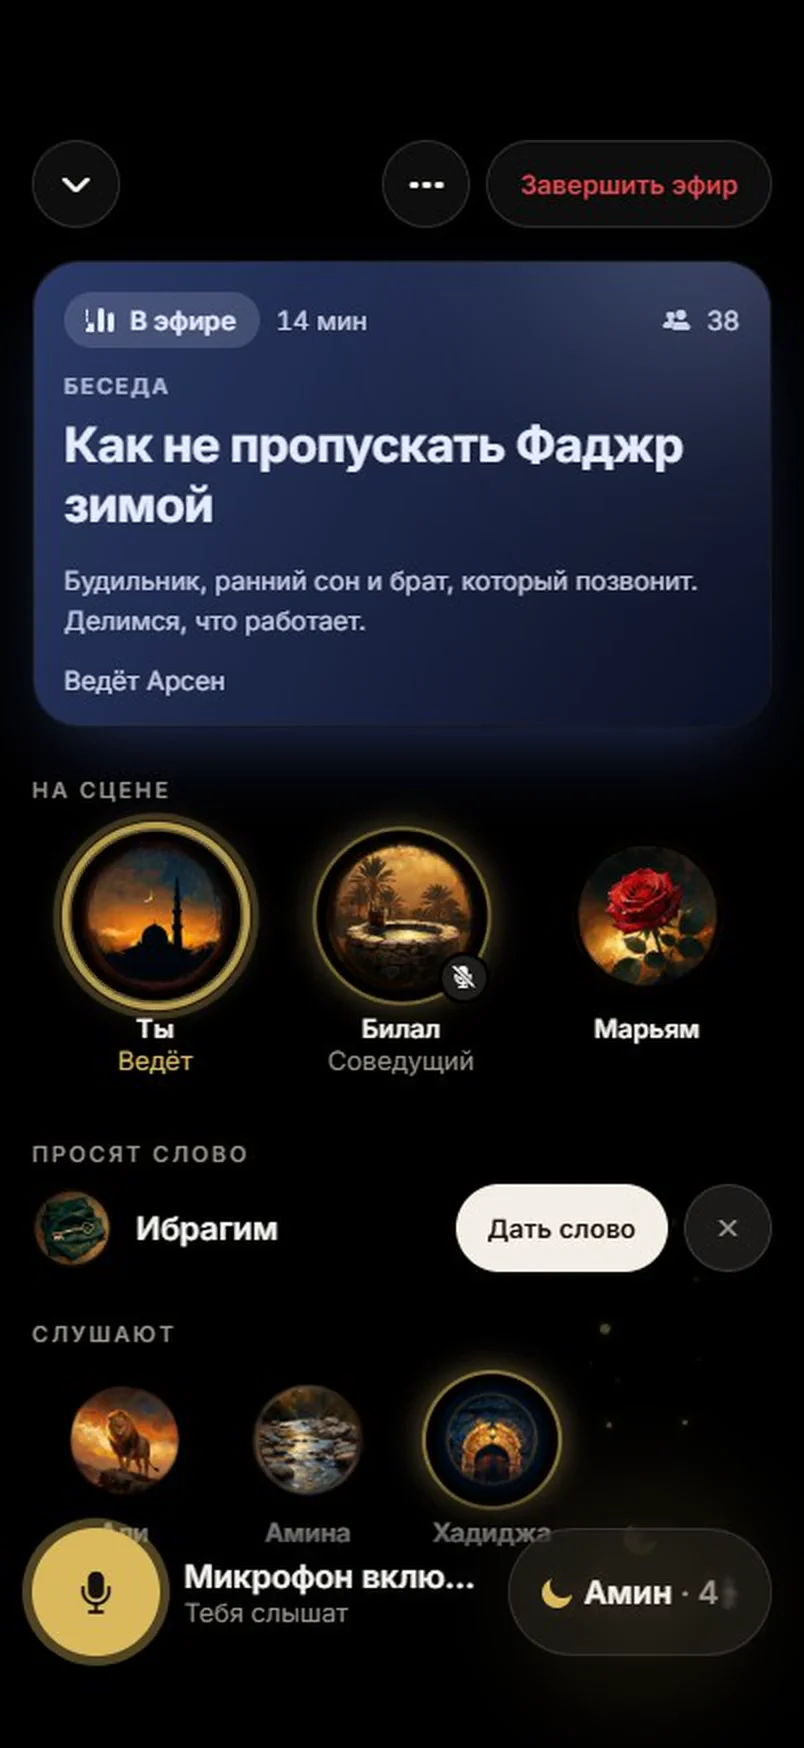 Завершить эфир
В эфире
14 мин
38
БЕСЕДА
Как не пропускать Фаджр
зимой
Будильник, ранний сон и брат, который позвонит.
Делимся, что работает.
Ведёт Арсен
НА СЦЕНЕ
Ты
Ведёт
Билал
Соведущий
Марьям
ПРОСЯТ СЛОВО
Ибрагим
Дать слово
СЛУШАЮТ
Амина
Хадиджа
Микрофон вклю...
Тебя слышат
Амин · 4